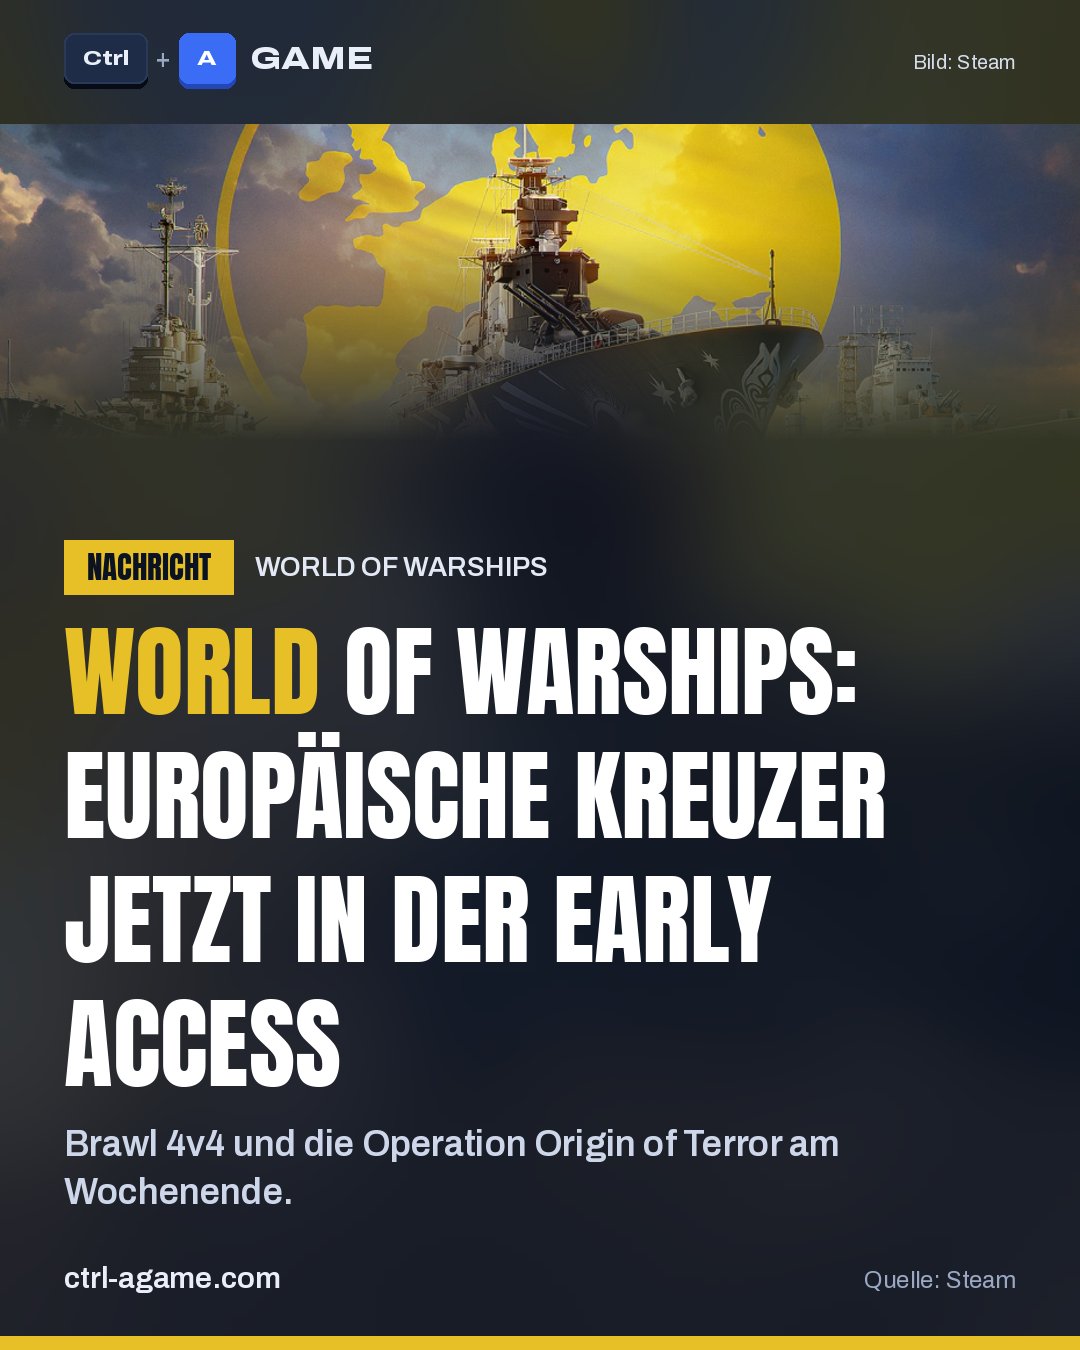 Ctrl + A GAME
Bild: Steam
NACHRICHT WORLD OF WARSHIPS
WORLD OF WARSHIPS:
EUROPÄISCHE KREUZER
JETZT IN DER EARLY
ACCESS
Brawl 4v4 und die Operation Origin of Terror am
Wochenende.
ctrl-agame.com
Quelle: Steam